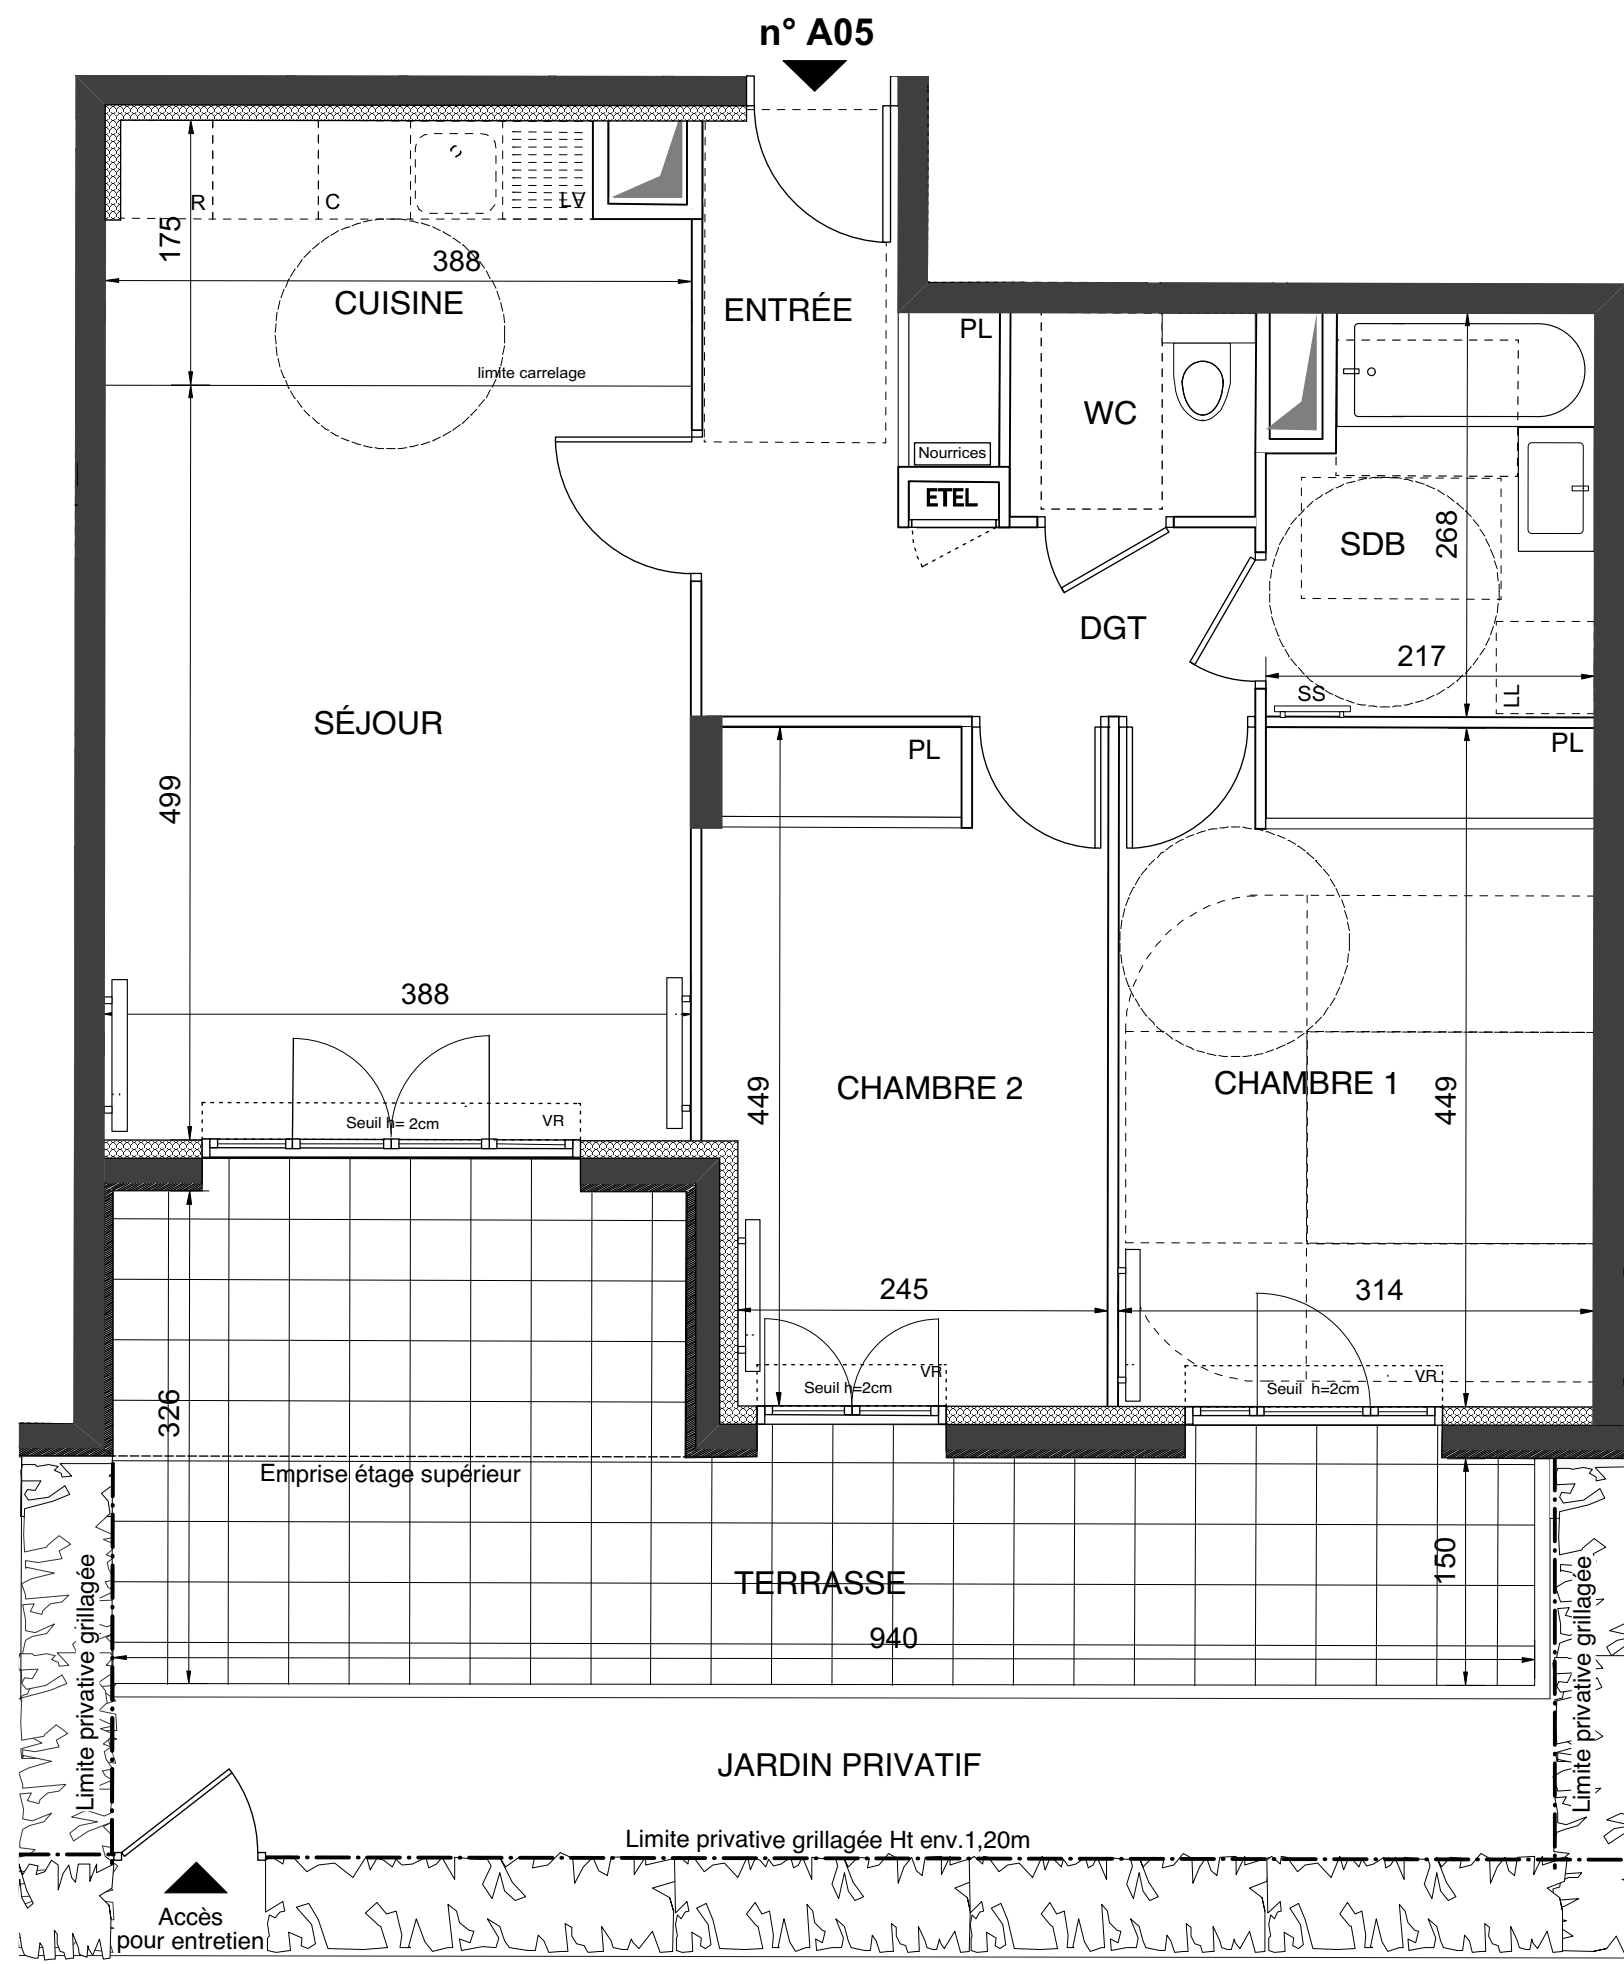 n° A05
R
C
LV
175
388
CUISINE
ENTRÉE
PL
limite carrelage
WC
Nourrices
ETEL
SDB
268
DGT
217
SS
LL
SÉJOUR
PL
PL
499
388
CHAMBRE 2
CHAMBRE 1
449
449
Seuil h= 2cm
VR
245
314
VR
Seuil h=2cm
VR
Seuil h=2cm
326
Emprise étage supérieur
150
TERRASSE
940
Limite privative grillagée
Limite privative grillagée
JARDIN PRIVATIF
Limite privative grillagée Ht env.1,20m
Accès
pour entretien